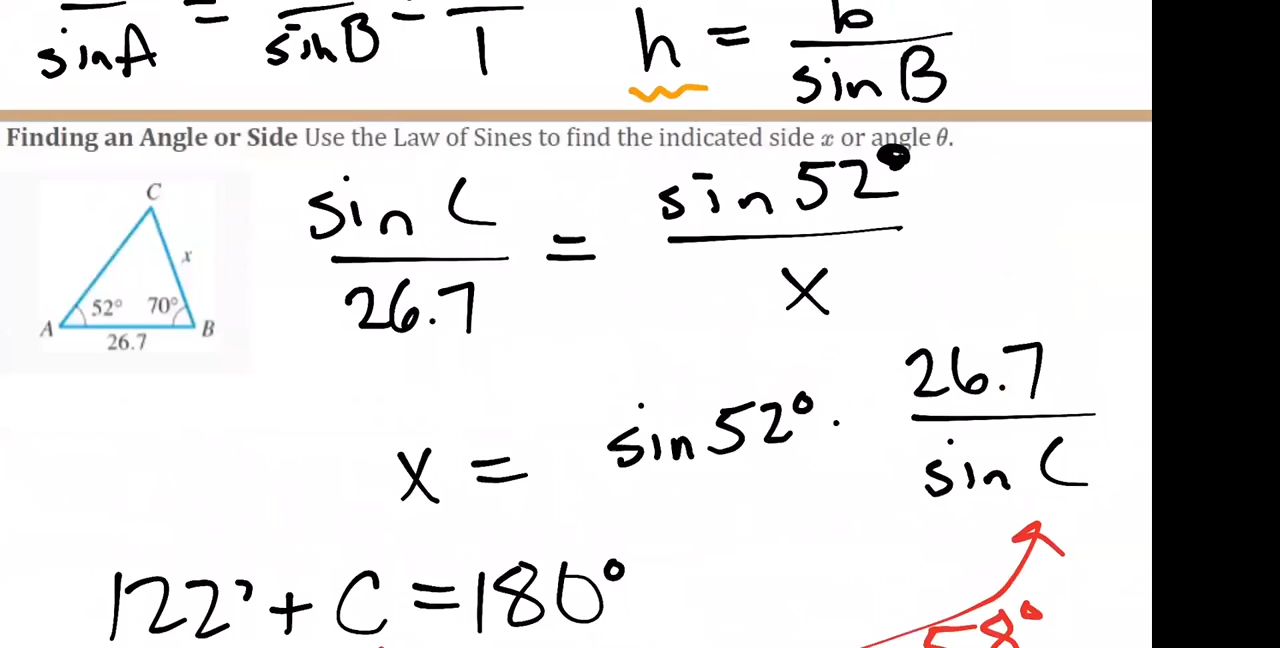 sinA = sinB = 1 h = b / sin B
Finding an Angle or Side Use the Law of Sines to find the indicated side x or angle θ.
sin C / 26.7 = sin 52° / x
C
x
52° 70°
A B
26.7
x = sin 52° · 26.7 / sin C
122° + C = 180°
58°